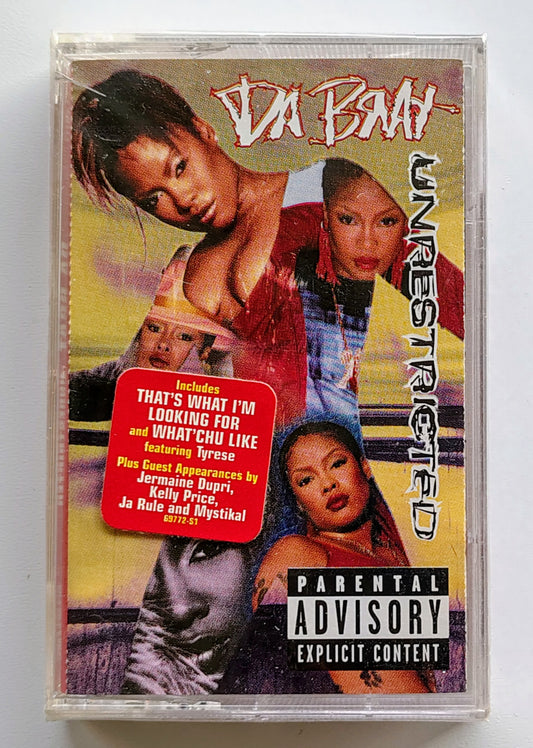 DA BRAT
UNRESTRICTED
Includes
THAT'S WHAT I'M
LOOKING FOR
and WHAT'CHU LIKE
featuring Tyrese
Plus Guest Appearances by
Jermaine Dupri,
Kelly Price,
Ja Rule and Mystikal
69772-S1
PARENTAL
ADVISORY
EXPLICIT CONTENT